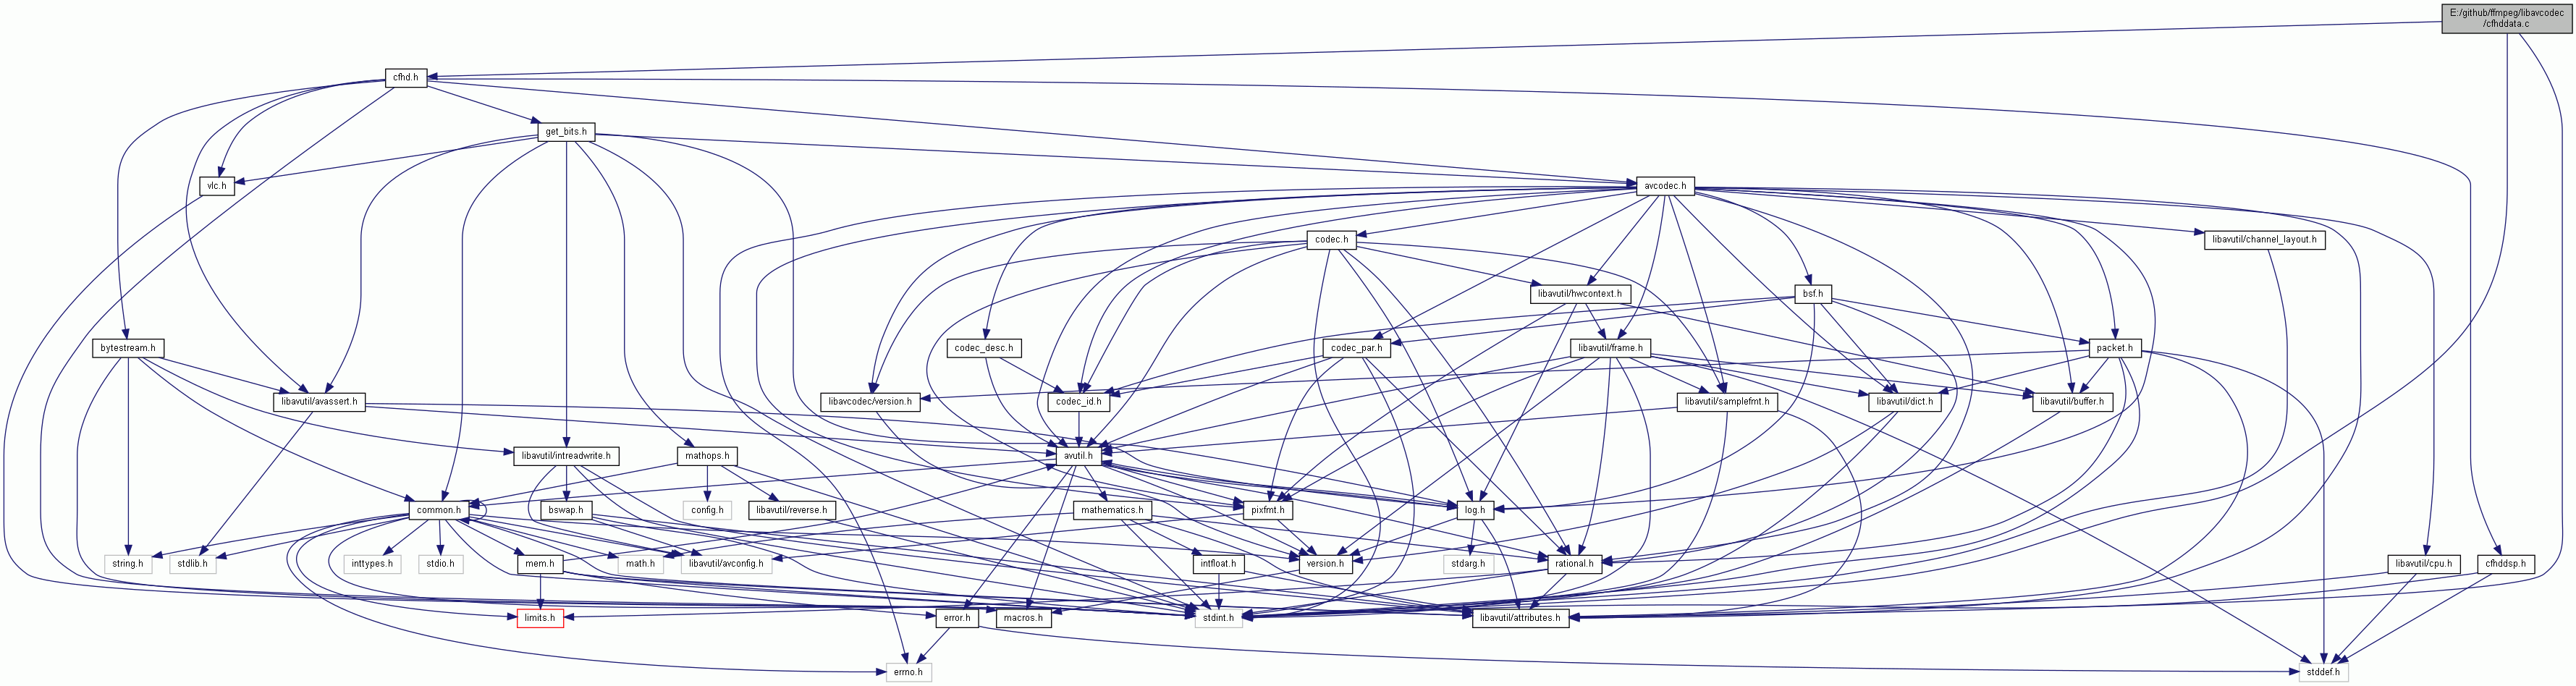 E:/github/ffmpeg/libavcodec
/cfhddata.c
cfhd.h
get_bits.h
vlc.h
avcodec.h
codec.h
libavutil/channel_layout.h
libavutil/hwcontext.h
bsf.h
bytestream.h
codec_desc.h
codec_par.h
libavutil/frame.h
packet.h
libavutil/avassert.h
libavcodec/version.h
codec_id.h
libavutil/samplefmt.h
libavutil/dict.h
libavutil/buffer.h
libavutil/intreadwrite.h
mathops.h
avutil.h
common.h
bswap.h
config.h
libavutil/reverse.h
mathematics.h
pixfmt.h
log.h
string.h
stdlib.h
inttypes.h
stdio.h
mem.h
math.h
libavutil/avconfig.h
intfloat.h
version.h
stdarg.h
rational.h
libavutil/cpu.h
cfhddsp.h
limits.h
error.h
macros.h
stdint.h
libavutil/attributes.h
errno.h
stddef.h